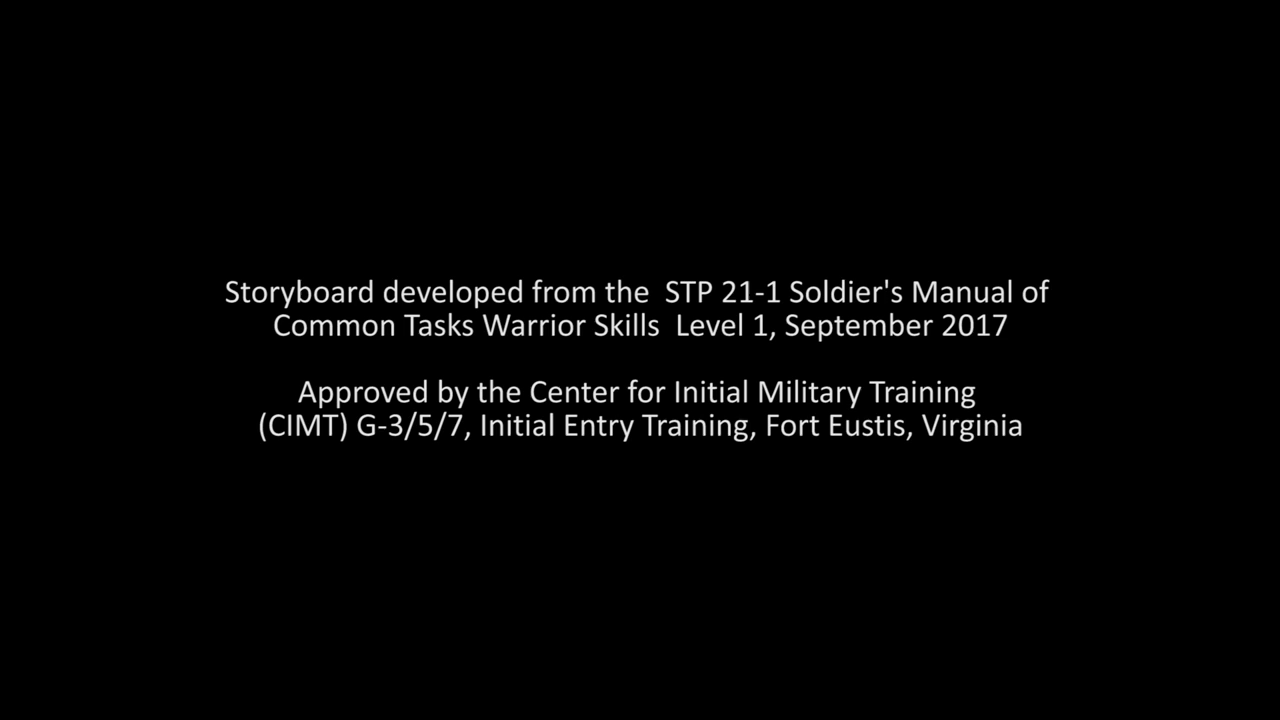 Storyboard developed from the  STP 21-1 Soldier's Manual of
Common Tasks Warrior Skills  Level 1, September 2017
Approved by the Center for Initial Military Training
(CIMT) G-3/5/7, Initial Entry Training, Fort Eustis, Virginia